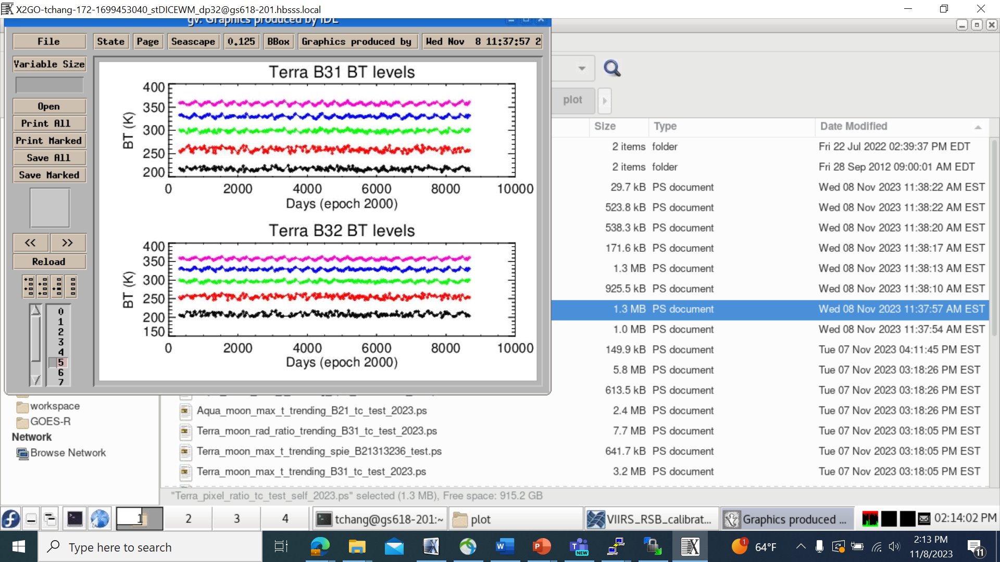 X2GO-tchang-172-1699453040_stDICEWM_dp32@gs618-201.hbsss.local
gv: Graphics produced by IDL
File
State
Page
Seascape
0.125
BBox
Graphics produced by
Wed Nov 8 11:37:57 2
Variable Size
Open
Print All
Print Marked
Save All
Save Marked
<<
>>
Reload
0
1
2
3
4
5
6
7
Terra B31 BT levels
400
350
300
250
200
BT (K)
0 2000 4000 6000 8000 10000
Days (epoch 2000)
Terra B32 BT levels
400
350
300
250
200
150
BT (K)
0 2000 4000 6000 8000 10000
Days (epoch 2000)
plot
Size Type Date Modified
2 items folder Fri 22 Jul 2022 02:39:37 PM EDT
2 items folder Fri 28 Sep 2012 09:00:01 AM EDT
29.7 kB PS document Wed 08 Nov 2023 11:38:22 AM EST
523.8 kB PS document Wed 08 Nov 2023 11:38:22 AM EST
538.3 kB PS document Wed 08 Nov 2023 11:38:20 AM EST
171.6 kB PS document Wed 08 Nov 2023 11:38:17 AM EST
1.3 MB PS document Wed 08 Nov 2023 11:38:13 AM EST
925.5 kB PS document Wed 08 Nov 2023 11:38:10 AM EST
1.3 MB PS document Wed 08 Nov 2023 11:37:57 AM EST
1.0 MB PS document Wed 08 Nov 2023 11:37:54 AM EST
149.9 kB PS document Tue 07 Nov 2023 04:11:45 PM EST
5.8 MB PS document Tue 07 Nov 2023 03:18:26 PM EST
613.5 kB PS document Tue 07 Nov 2023 03:18:26 PM EST
Aqua_moon_max_t_trending_B21_tc_test_2023.ps 2.4 MB PS document Tue 07 Nov 2023 03:18:26 PM EST
Terra_moon_rad_ratio_trending_B31_tc_test_2023.ps 7.7 MB PS document Tue 07 Nov 2023 03:18:05 PM EST
Terra_moon_max_t_trending_spie_B21313236_test.ps 641.7 kB PS document Tue 07 Nov 2023 03:18:05 PM EST
Terra_moon_max_t_trending_B31_tc_test_2023.ps 3.2 MB PS document Tue 07 Nov 2023 03:18:05 PM EST
workspace
GOES-R
Network
Browse Network
"Terra_pixel_ratio_tc_test_self_2023.ps" selected (1.3 MB), Free space: 915.2 GB
1
2
3
4
tchang@gs618-201:~
plot
VIIRS_RSB_calibrat...
Graphics produced ...
02:14:02 PM
Type here to search
NEW
1
64°F
2:13 PM
11/8/2023
11